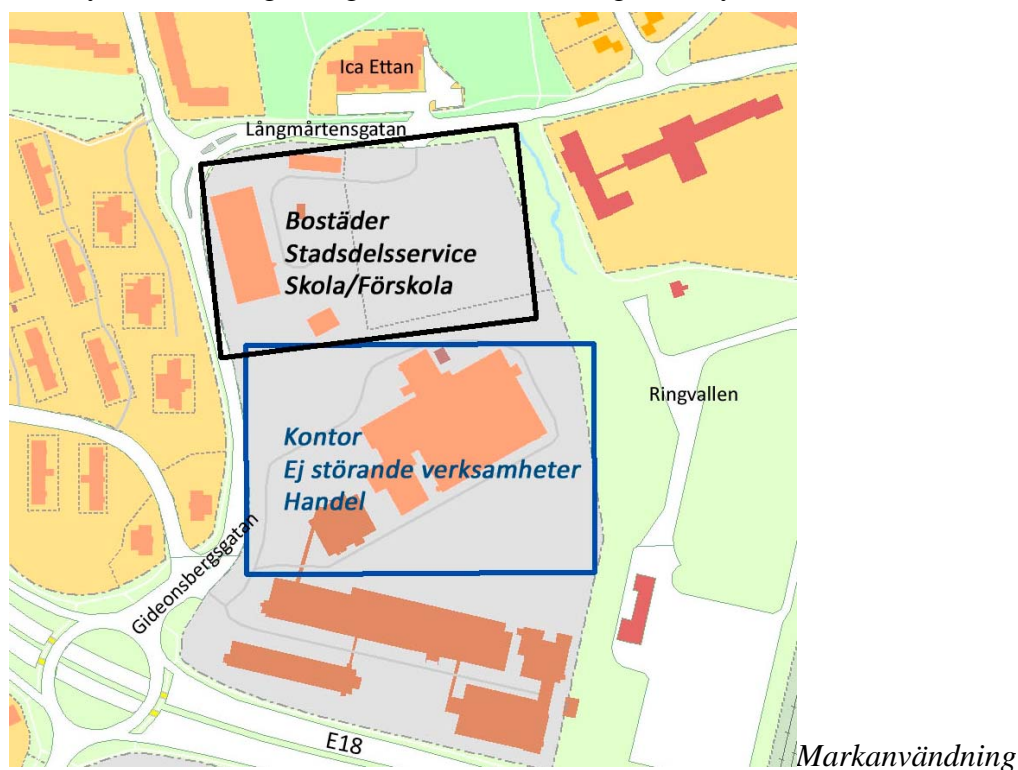 Ica Ettan
Långmårtensgatan
Bostäder
Stadsdelsservice
Skola/Förskola
Ringvallen
Kontor
Ej störande verksamheter
Handel
Gideonsbergsgatan
E18
Markanvändning